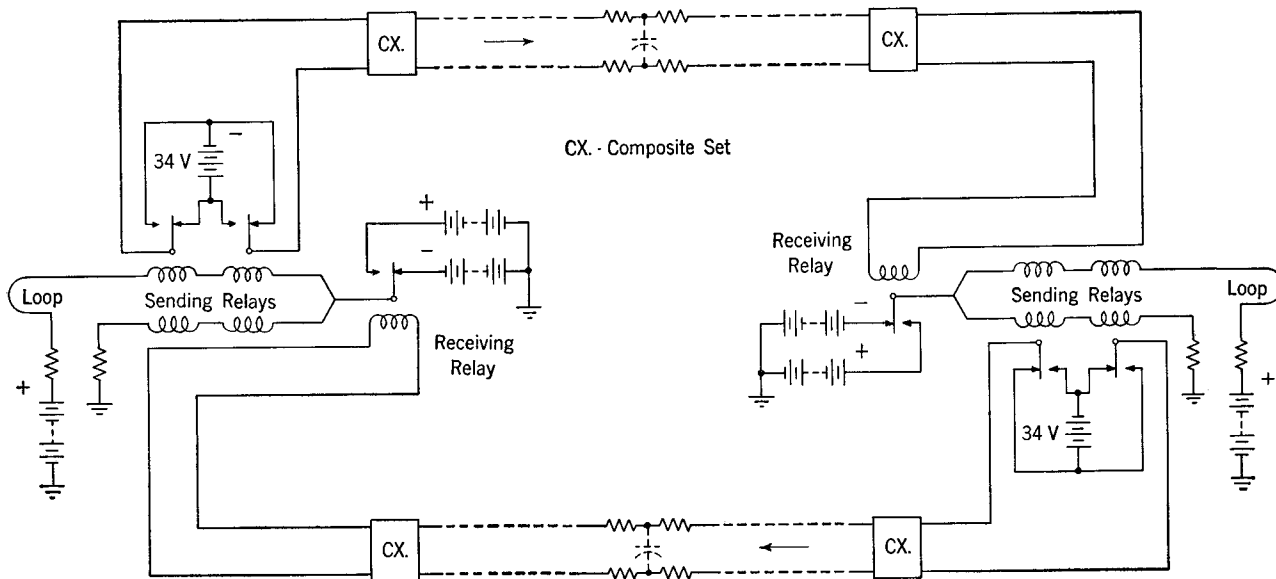 CX.
CX.
34 V
−
CX. - Composite Set
+
−
Loop
Sending Relays
Receiving
Relay
+
Receiving
Relay
−
+
Sending Relays
Loop
+
34 V
CX.
CX.